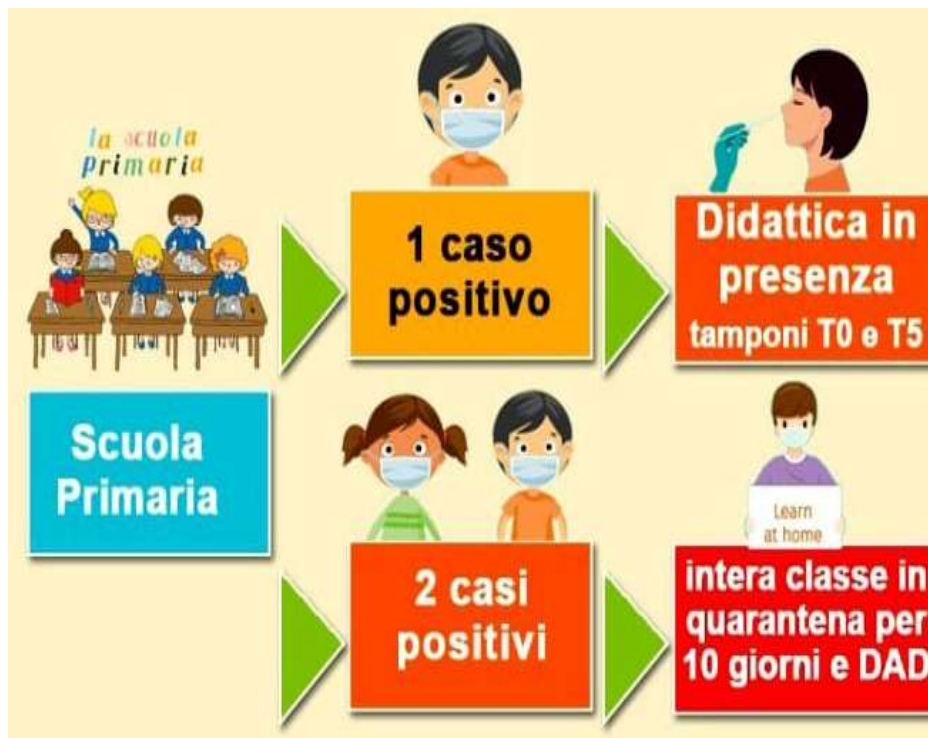 la scuola
primaria
Scuola
Primaria
1 caso
positivo
Didattica in
presenza
tamponi T0 e T5
2 casi
positivi
Learn
at home
intera classe in
quarantena per
10 giorni e DAD